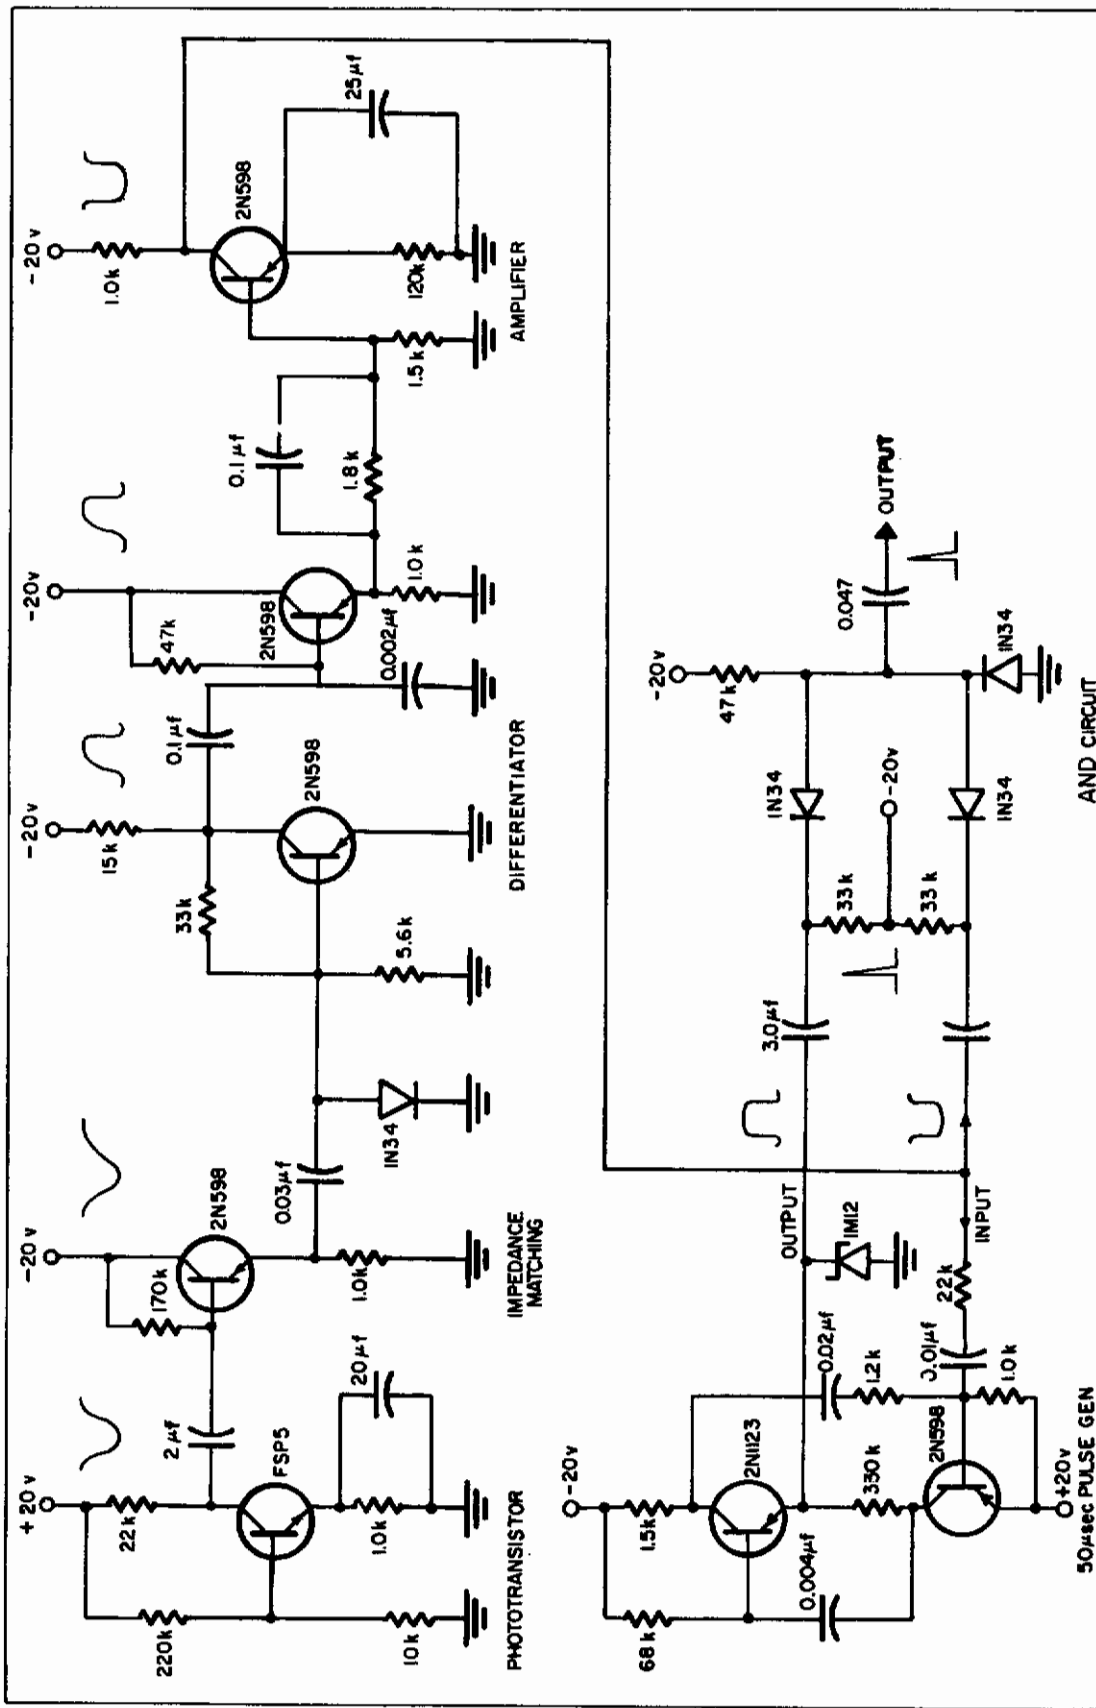 +20v
220k
22k
2μf
FSP5
10k
1.0k
20μf
PHOTOTRANSISTOR
-20v
170k
2N598
0.03μf
1.0k
IMPEDANCE
MATCHING
1N34
-20v
15k
33k
0.1μf
2N598
5.6k
DIFFERENTIATOR
-20v
47k
2N598
0.002μf
1.0k
0.1μf
1.8k
-20v
1.0k
2N598
25μf
1.5k
120k
AMPLIFIER
-20v
68k
1.5k
2N1123
0.004μf
0.02μf
1.2k
330k
2N598
0.01μf
1.0k
22k
+20v
50μsec PULSE GEN
OUTPUT
1M12
INPUT
3.0μf
33k
33k
-20v
1N34
1N34
-20v
47k
0.047
OUTPUT
1N34
AND CIRCUIT